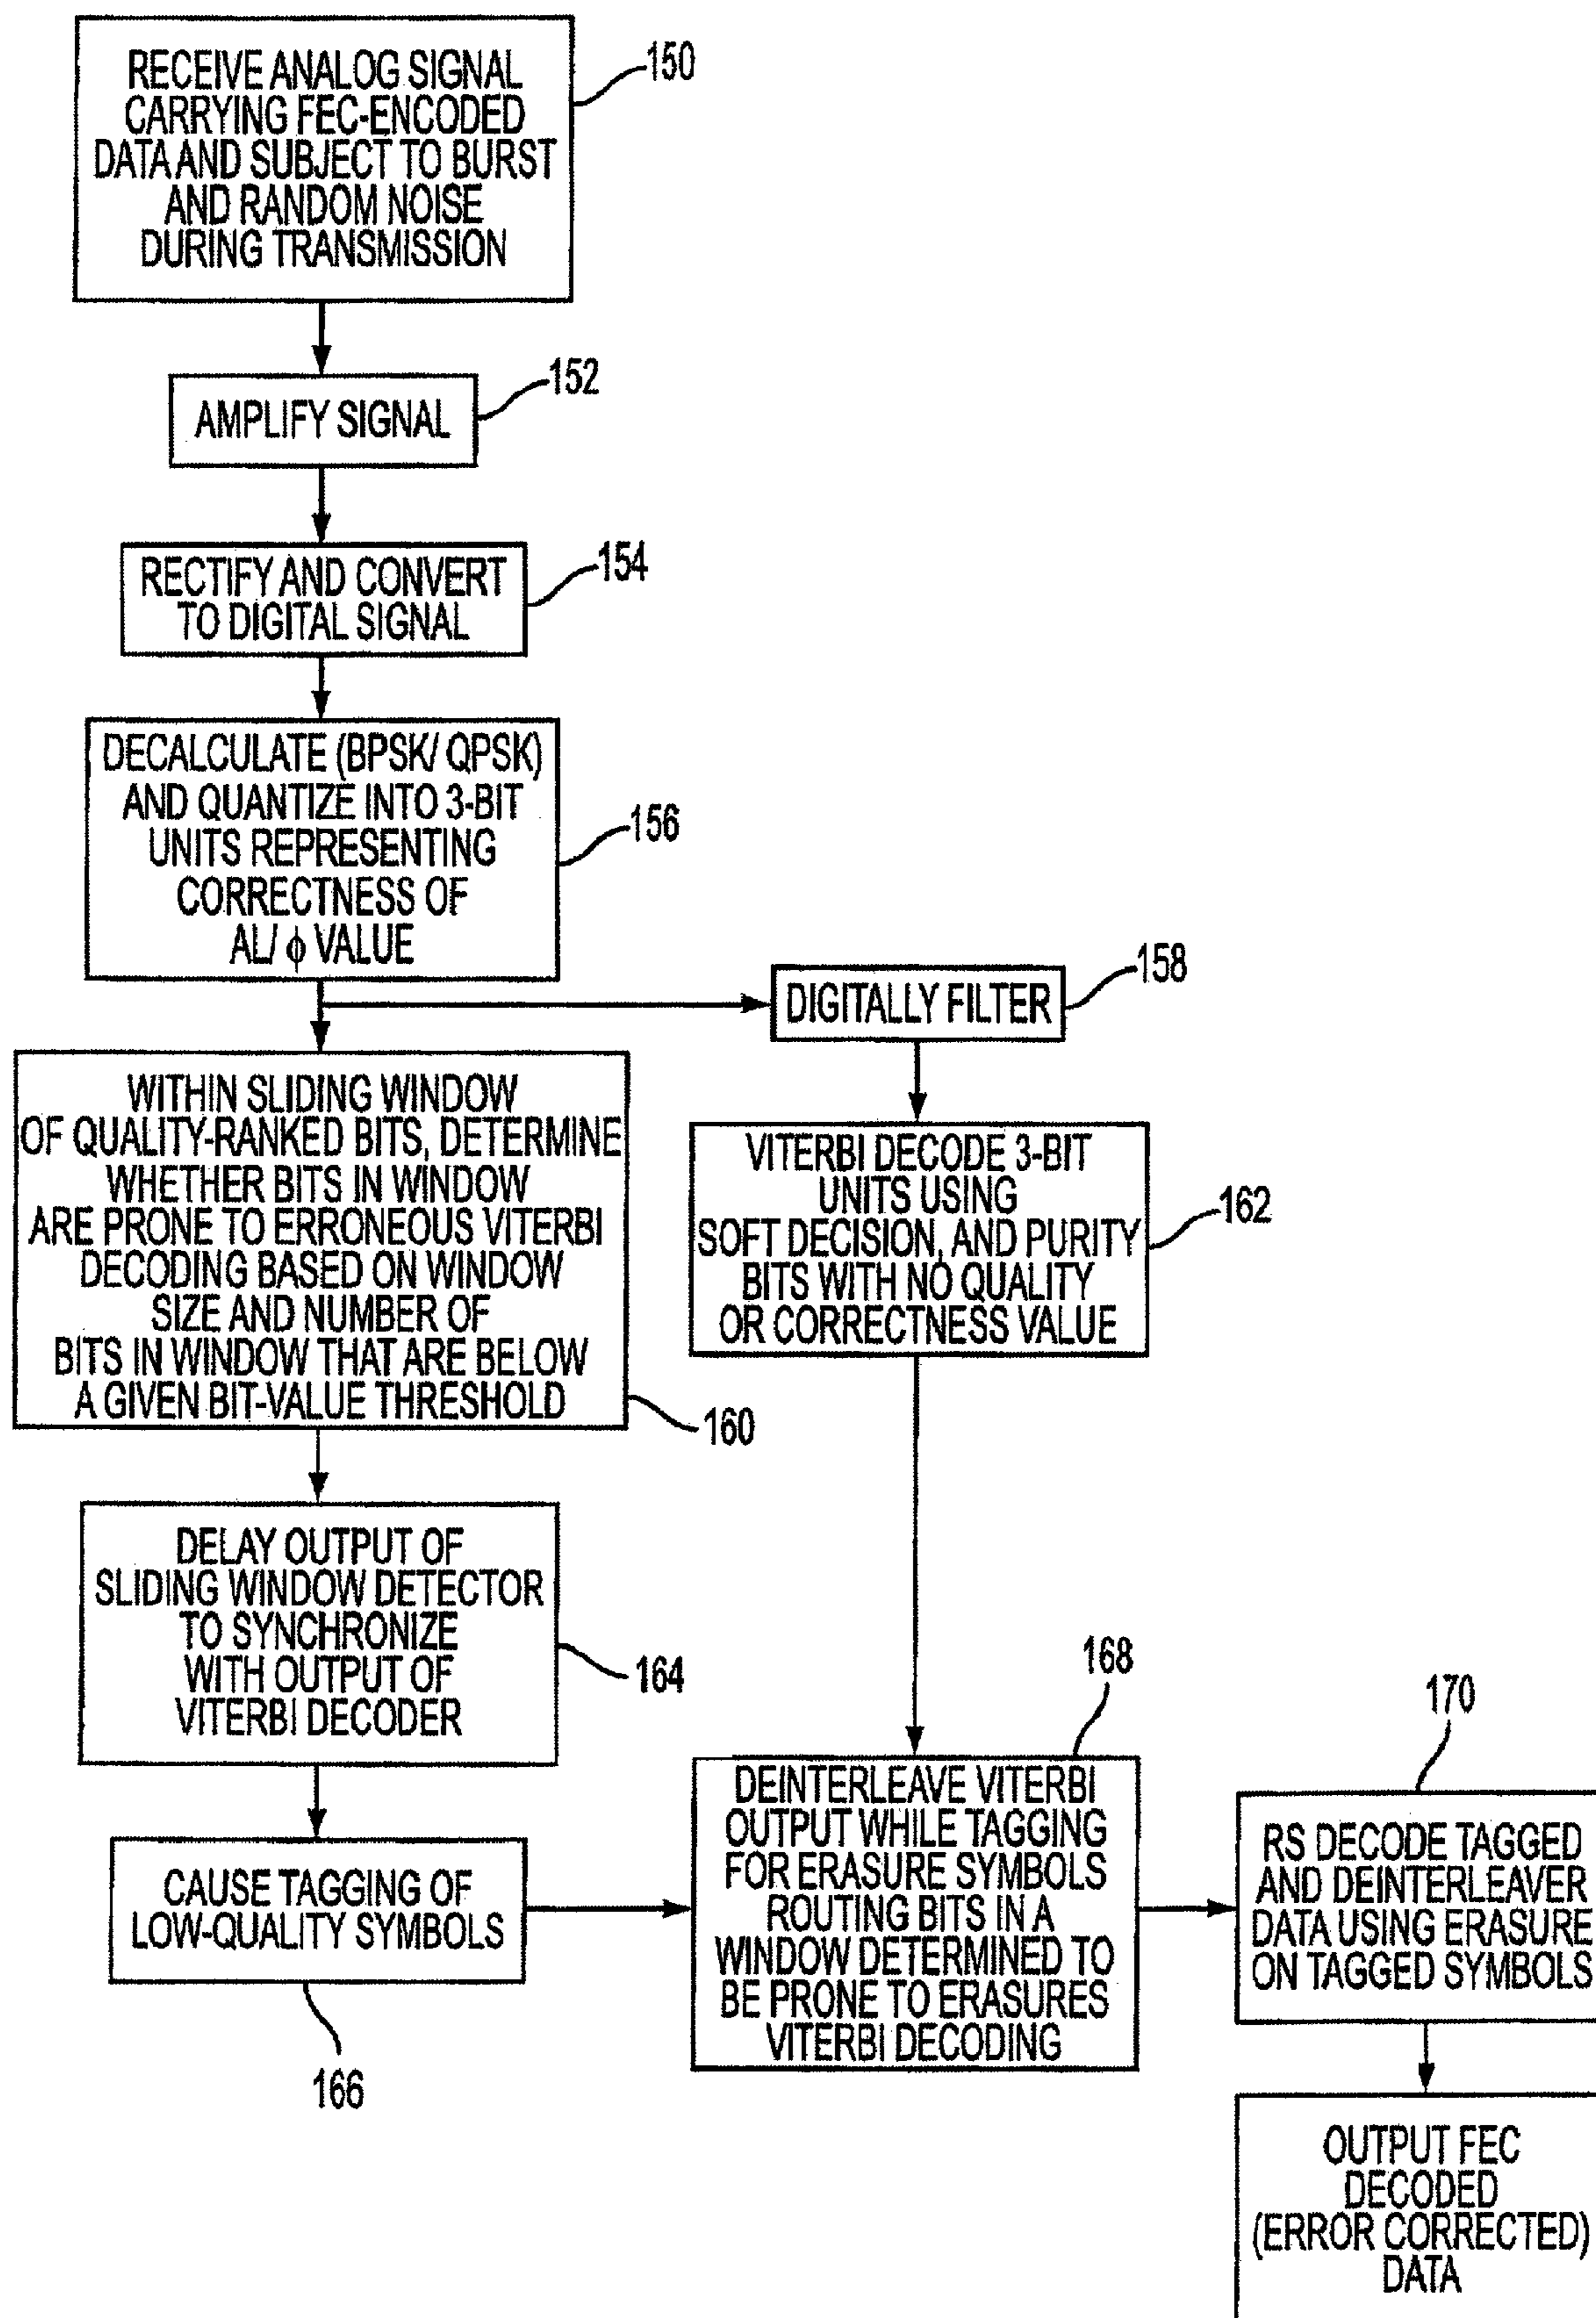 RECEIVE ANALOG SIGNAL
CARRYING FEC-ENCODED
DATA AND SUBJECT TO BURST
AND RANDOM NOISE
DURING TRANSMISSION
150
AMPLIFY SIGNAL
152
RECTIFY AND CONVERT
TO DIGITAL SIGNAL
154
DECALCULATE (BPSK/ QPSK)
AND QUANTIZE INTO 3-BIT
UNITS REPRESENTING
CORRECTNESS OF
AL/ ϕ VALUE
156
DIGITALLY FILTER
158
WITHIN SLIDING WINDOW
OF QUALITY-RANKED BITS, DETERMINE
WHETHER BITS IN WINDOW
ARE PRONE TO ERRONEOUS VITERBI
DECODING BASED ON WINDOW
SIZE AND NUMBER OF
BITS IN WINDOW THAT ARE BELOW
A GIVEN BIT-VALUE THRESHOLD
160
VITERBI DECODE 3-BIT
UNITS USING
SOFT DECISION, AND PURITY
BITS WITH NO QUALITY
OR CORRECTNESS VALUE
162
DELAY OUTPUT OF
SLIDING WINDOW DETECTOR
TO SYNCHRONIZE
WITH OUTPUT OF
VITERBI DECODER
164
CAUSE TAGGING OF
LOW-QUALITY SYMBOLS
166
DEINTERLEAVE VITERBI
OUTPUT WHILE TAGGING
FOR ERASURE SYMBOLS
ROUTING BITS IN A
WINDOW DETERMINED TO
BE PRONE TO ERASURES
VITERBI DECODING
168
RS DECODE TAGGED
AND DEINTERLEAVER
DATA USING ERASURE
ON TAGGED SYMBOLS
170
OUTPUT FEC
DECODED
(ERROR CORRECTED)
DATA